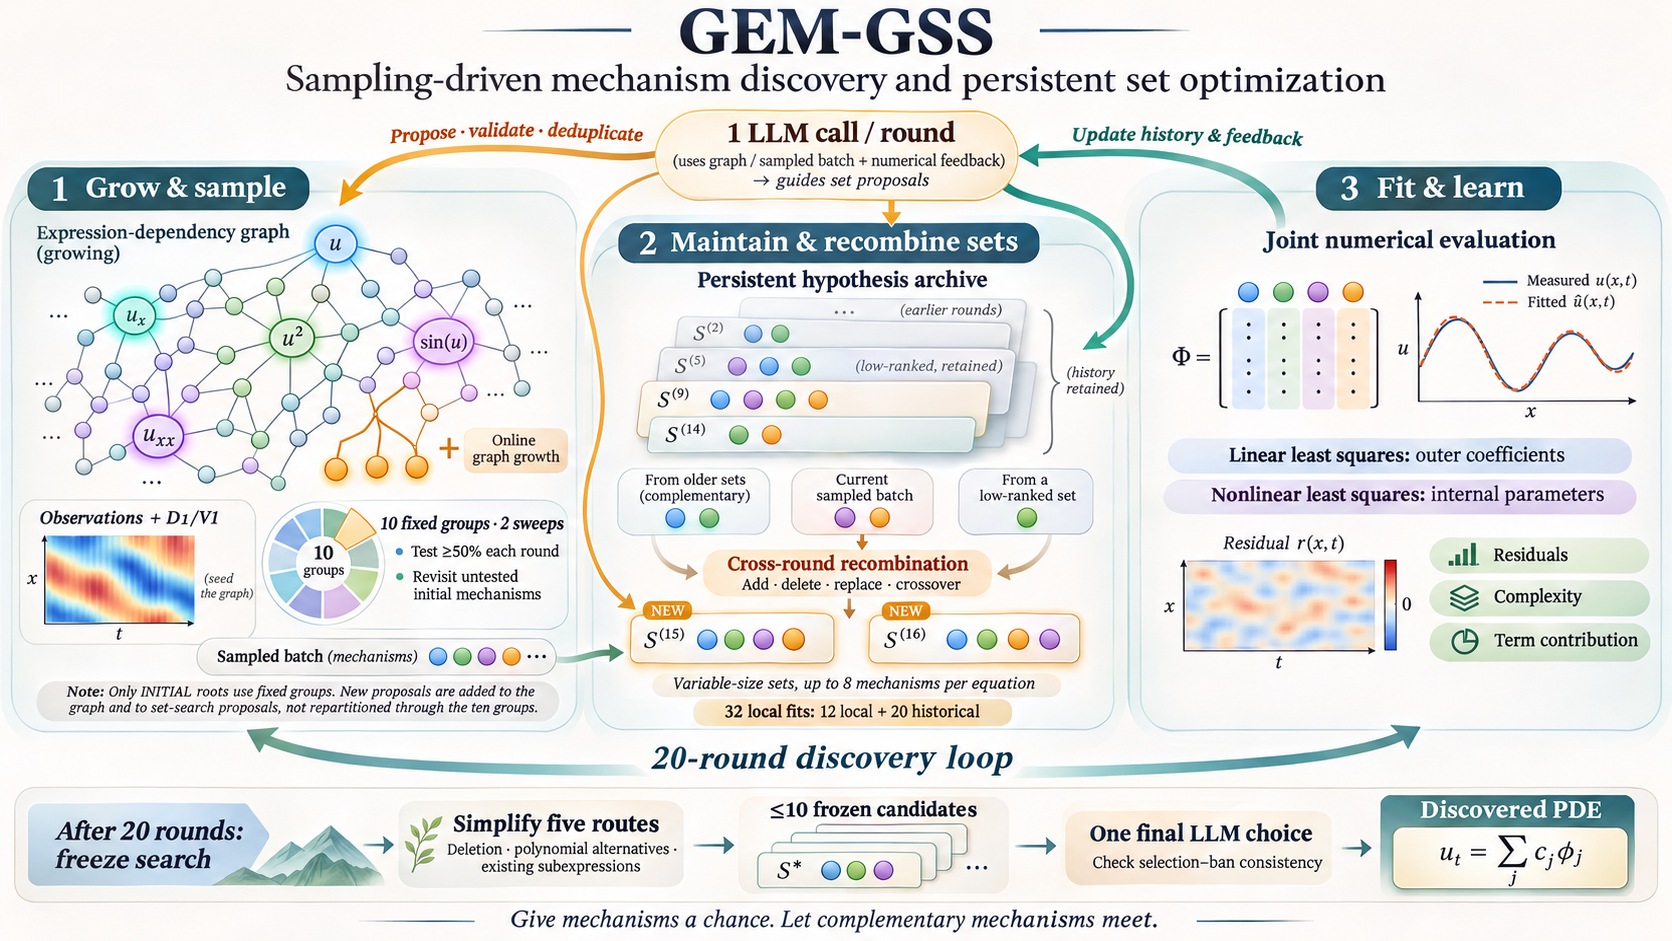 GEM-GSS
Sampling-driven mechanism discovery and persistent set optimization
Propose · validate · deduplicate
1 LLM call / round
(uses graph / sampled batch + numerical feedback)
→ guides set proposals
Update history & feedback
1 Grow & sample
Expression-dependency graph
(growing)
u
u_x
u²
sin(u)
u_xx
...
...
...
...
...
...
...
+
Online
graph growth
Observations + D1/V1
x
t
(seed
the graph)
10
groups
10 fixed groups · 2 sweeps
• Test ≥50% each round
• Revisit untested
initial mechanisms
Sampled batch (mechanisms) ...
Note: Only INITIAL roots use fixed groups. New proposals are added to the
graph and to set-search proposals, not repartitioned through the ten groups.
2 Maintain & recombine sets
Persistent hypothesis archive
... (earlier rounds)
S⁽²⁾
S⁽⁵⁾ (low-ranked, retained)
S⁽⁹⁾
S⁽¹⁴⁾
(history
retained)
From older sets
(complementary)
Current
sampled batch
From a
low-ranked set
Cross-round recombination
Add · delete · replace · crossover
NEW
S⁽¹⁵⁾
NEW
S⁽¹⁶⁾
Variable-size sets, up to 8 mechanisms per equation
32 local fits: 12 local + 20 historical
3 Fit & learn
Joint numerical evaluation
Φ =
Measured u(x,t)
Fitted û(x,t)
u
x
Linear least squares: outer coefficients
Nonlinear least squares: internal parameters
Residual r(x,t)
x
t
0
Residuals
Complexity
Term contribution
20-round discovery loop
After 20 rounds:
freeze search
Simplify five routes
Deletion · polynomial alternatives ·
existing subexpressions
≤10 frozen candidates
S*
...
One final LLM choice
Check selection–ban consistency
Discovered PDE
u_t = ∑_j c_j ϕ_j
Give mechanisms a chance. Let complementary mechanisms meet.